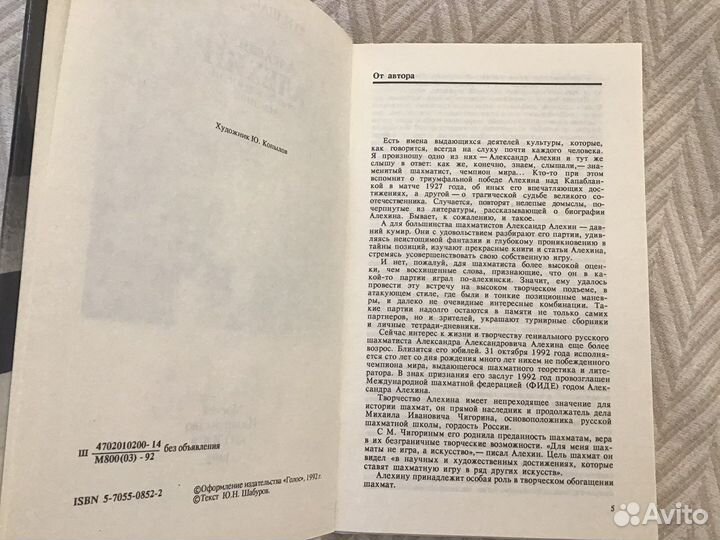 Художник Ю. Копылов
Ш 4702010200-14 без объявления
М800(03)-92
ISBN 5-7055-0852-2
©Оформление издательства «Голос», 1992 г.
©Текст Ю.Н. Шабуров.
От автора
Есть имена выдающихся деятелей культуры, которые,
как говорится, всегда на слуху почти каждого человека.
Я произношу одно из них — Александр Алехин и тут же
слышу в ответ: как же, конечно, знаем, слышали,— зна-
менитый шахматист, чемпион мира... Кто-то при этом
вспомнит о триумфальной победе Алехина над Капаблан-
кой в матче 1927 года, об иных его впечатляющих дос-
тижениях, а другой — о трагической судьбе великого со-
отечественника. Случается, повторят нелепые домыслы, по-
черпнутые из литературы, рассказывающей о биографии
Алехина. Бывает, к сожалению, и такое.
А для большинства шахматистов Александр Алехин — дав-
ний кумир. Они с удовольствием разбирают его партии, удив-
ляясь неистощимой фантазии и глубокому проникновению в
тайны позиций, изучают прекрасные книги и статьи Алехина,
стремясь усовершенствовать свою собственную игру.
И нет, пожалуй, для шахматиста более высокой оцен-
ки, чем восхищенные слова, признающие, что он в ка-
кой-то партии играл по-алехински. Значит, ему удалось
провести эту встречу на высоком творческом подъеме, в
атакующем стиле, где были и тонкие позиционные манев-
ры, и далеко не очевидные интересные комбинации. Та-
кие партии надолго остаются в памяти не только самих
партнеров, но и зрителей, украшают турнирные сборники
и личные тетради-дневники.
Сейчас интерес к жизни и творчеству гениального русского
шахматиста Александра Александровича Алехина еще более
возрос. Близится его юбилей. 31 октября 1992 года исполня-
ется сто лет со дня рождения много лет никем не побежденного
чемпиона мира, выдающегося шахматного теоретика и лите-
ратора. В знак признания его заслуг 1992 год провозглашен
Международной шахматной федерацией (ФИДЕ) годом Алек-
сандра Алехина.
Творчество Алехина имеет непреходящее значение для
истории шахмат, он прямой наследник и продолжатель дела
Михаила Ивановича Чигорина, основоположника русской
шахматной школы, гордость России.
С М. Чигориным его роднила преданность шахматам, вера
в их безграничные творческие возможности. «Для меня шах-
маты не игра, а искусство»,— писал Алехин. Цель шахмат он
видел «в научных и художественных достижениях, которые
ставят шахматную игру в ряд других искусств».
Алехину принадлежит особая роль в творческом обогащении
шахмат.
5
Avito